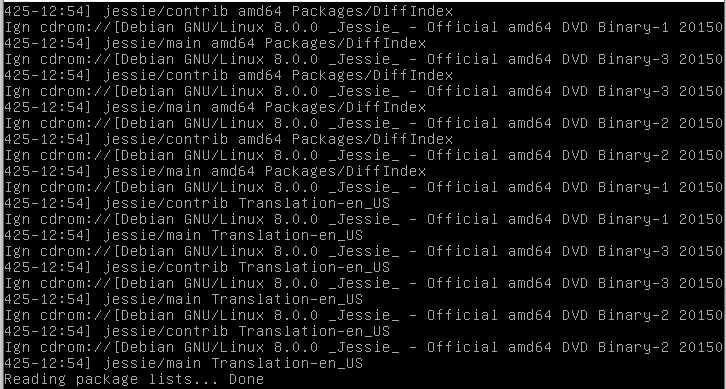 425-12:54] jessie/contrib amd64 Packages/DiffIndex
Ign cdrom://[Debian GNU/Linux 8.0.0 _Jessie_ - Official amd64 DVD Binary-1 20150
425-12:54] jessie/main amd64 Packages/DiffIndex
Ign cdrom://[Debian GNU/Linux 8.0.0 _Jessie_ - Official amd64 DVD Binary-3 20150
425-12:54] jessie/contrib amd64 Packages/DiffIndex
Ign cdrom://[Debian GNU/Linux 8.0.0 _Jessie_ - Official amd64 DVD Binary-3 20150
425-12:54] jessie/main amd64 Packages/DiffIndex
Ign cdrom://[Debian GNU/Linux 8.0.0 _Jessie_ - Official amd64 DVD Binary-2 20150
425-12:54] jessie/contrib amd64 Packages/DiffIndex
Ign cdrom://[Debian GNU/Linux 8.0.0 _Jessie_ - Official amd64 DVD Binary-2 20150
425-12:54] jessie/main amd64 Packages/DiffIndex
Ign cdrom://[Debian GNU/Linux 8.0.0 _Jessie_ - Official amd64 DVD Binary-1 20150
425-12:54] jessie/contrib Translation-en_US
Ign cdrom://[Debian GNU/Linux 8.0.0 _Jessie_ - Official amd64 DVD Binary-1 20150
425-12:54] jessie/main Translation-en_US
Ign cdrom://[Debian GNU/Linux 8.0.0 _Jessie_ - Official amd64 DVD Binary-3 20150
425-12:54] jessie/contrib Translation-en_US
Ign cdrom://[Debian GNU/Linux 8.0.0 _Jessie_ - Official amd64 DVD Binary-3 20150
425-12:54] jessie/main Translation-en_US
Ign cdrom://[Debian GNU/Linux 8.0.0 _Jessie_ - Official amd64 DVD Binary-2 20150
425-12:54] jessie/contrib Translation-en_US
Ign cdrom://[Debian GNU/Linux 8.0.0 _Jessie_ - Official amd64 DVD Binary-2 20150
425-12:54] jessie/main Translation-en_US
Reading package lists... Done